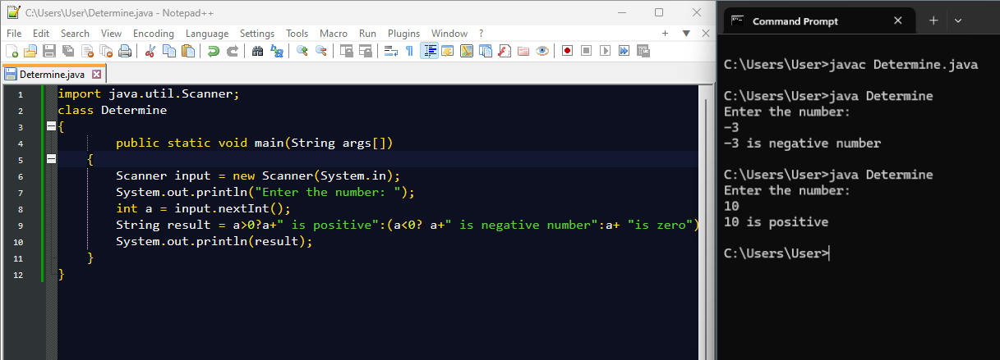 C:\Users\User\Determine.java - Notepad++
File Edit Search View Encoding Language Settings Tools Macro Run Plugins Window ?
Determine.java
1 import java.util.Scanner;
2 class Determine
3 {
4 public static void main(String args[])
5 {
6 Scanner input = new Scanner(System.in);
7 System.out.println("Enter the number: ");
8 int a = input.nextInt();
9 String result = a>0?a+" is positive":(a<0? a+" is negative number":a+ "is zero")
10 System.out.println(result);
11 }
12 }
Command Prompt
C:\Users\User>javac Determine.java
C:\Users\User>java Determine
Enter the number:
-3
-3 is negative number
C:\Users\User>java Determine
Enter the number:
10
10 is positive
C:\Users\User>